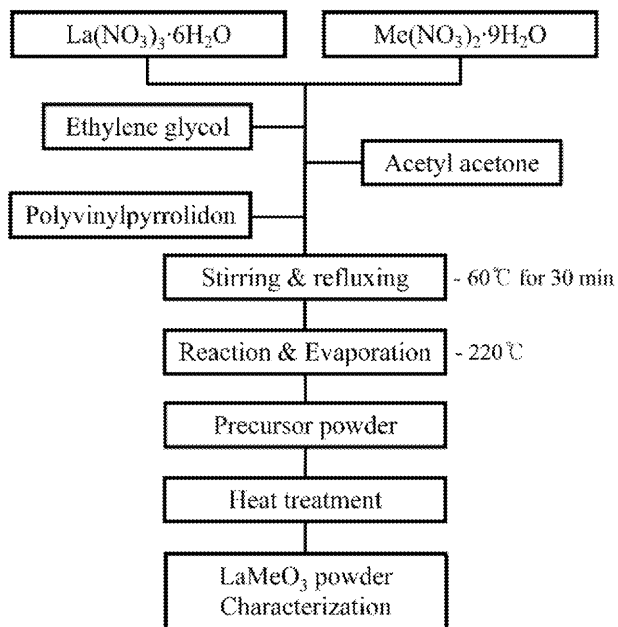 La(NO₃)₃·6H₂O
Me(NO₃)₂·9H₂O
Ethylene glycol
Acetyl acetone
Polyvinylpyrrolidon
Stirring & refluxing
- 60℃ for 30 min
Reaction & Evaporation
- 220℃
Precursor powder
Heat treatment
LaMeO₃ powder
Characterization